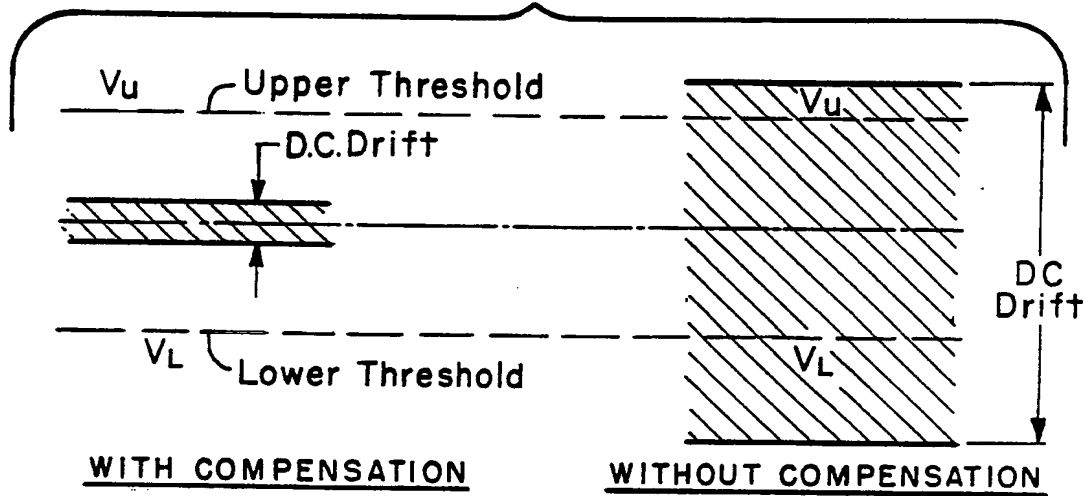 Vu
Upper Threshold
D.C. Drift
VL
Lower Threshold
WITH COMPENSATION
Vu
VL
DC
Drift
WITHOUT COMPENSATION